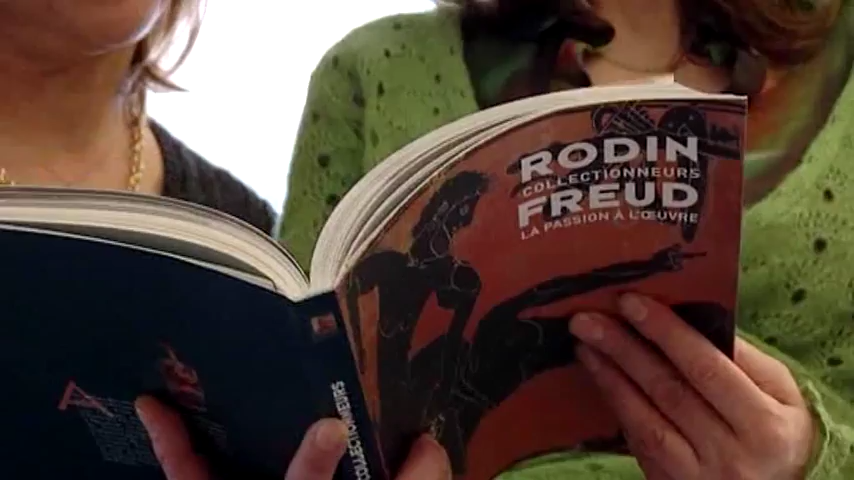 RODIN
COLLECTIONNEURS
FREUD
LA PASSION À L'ŒUVRE
COLLECTIONNEURS